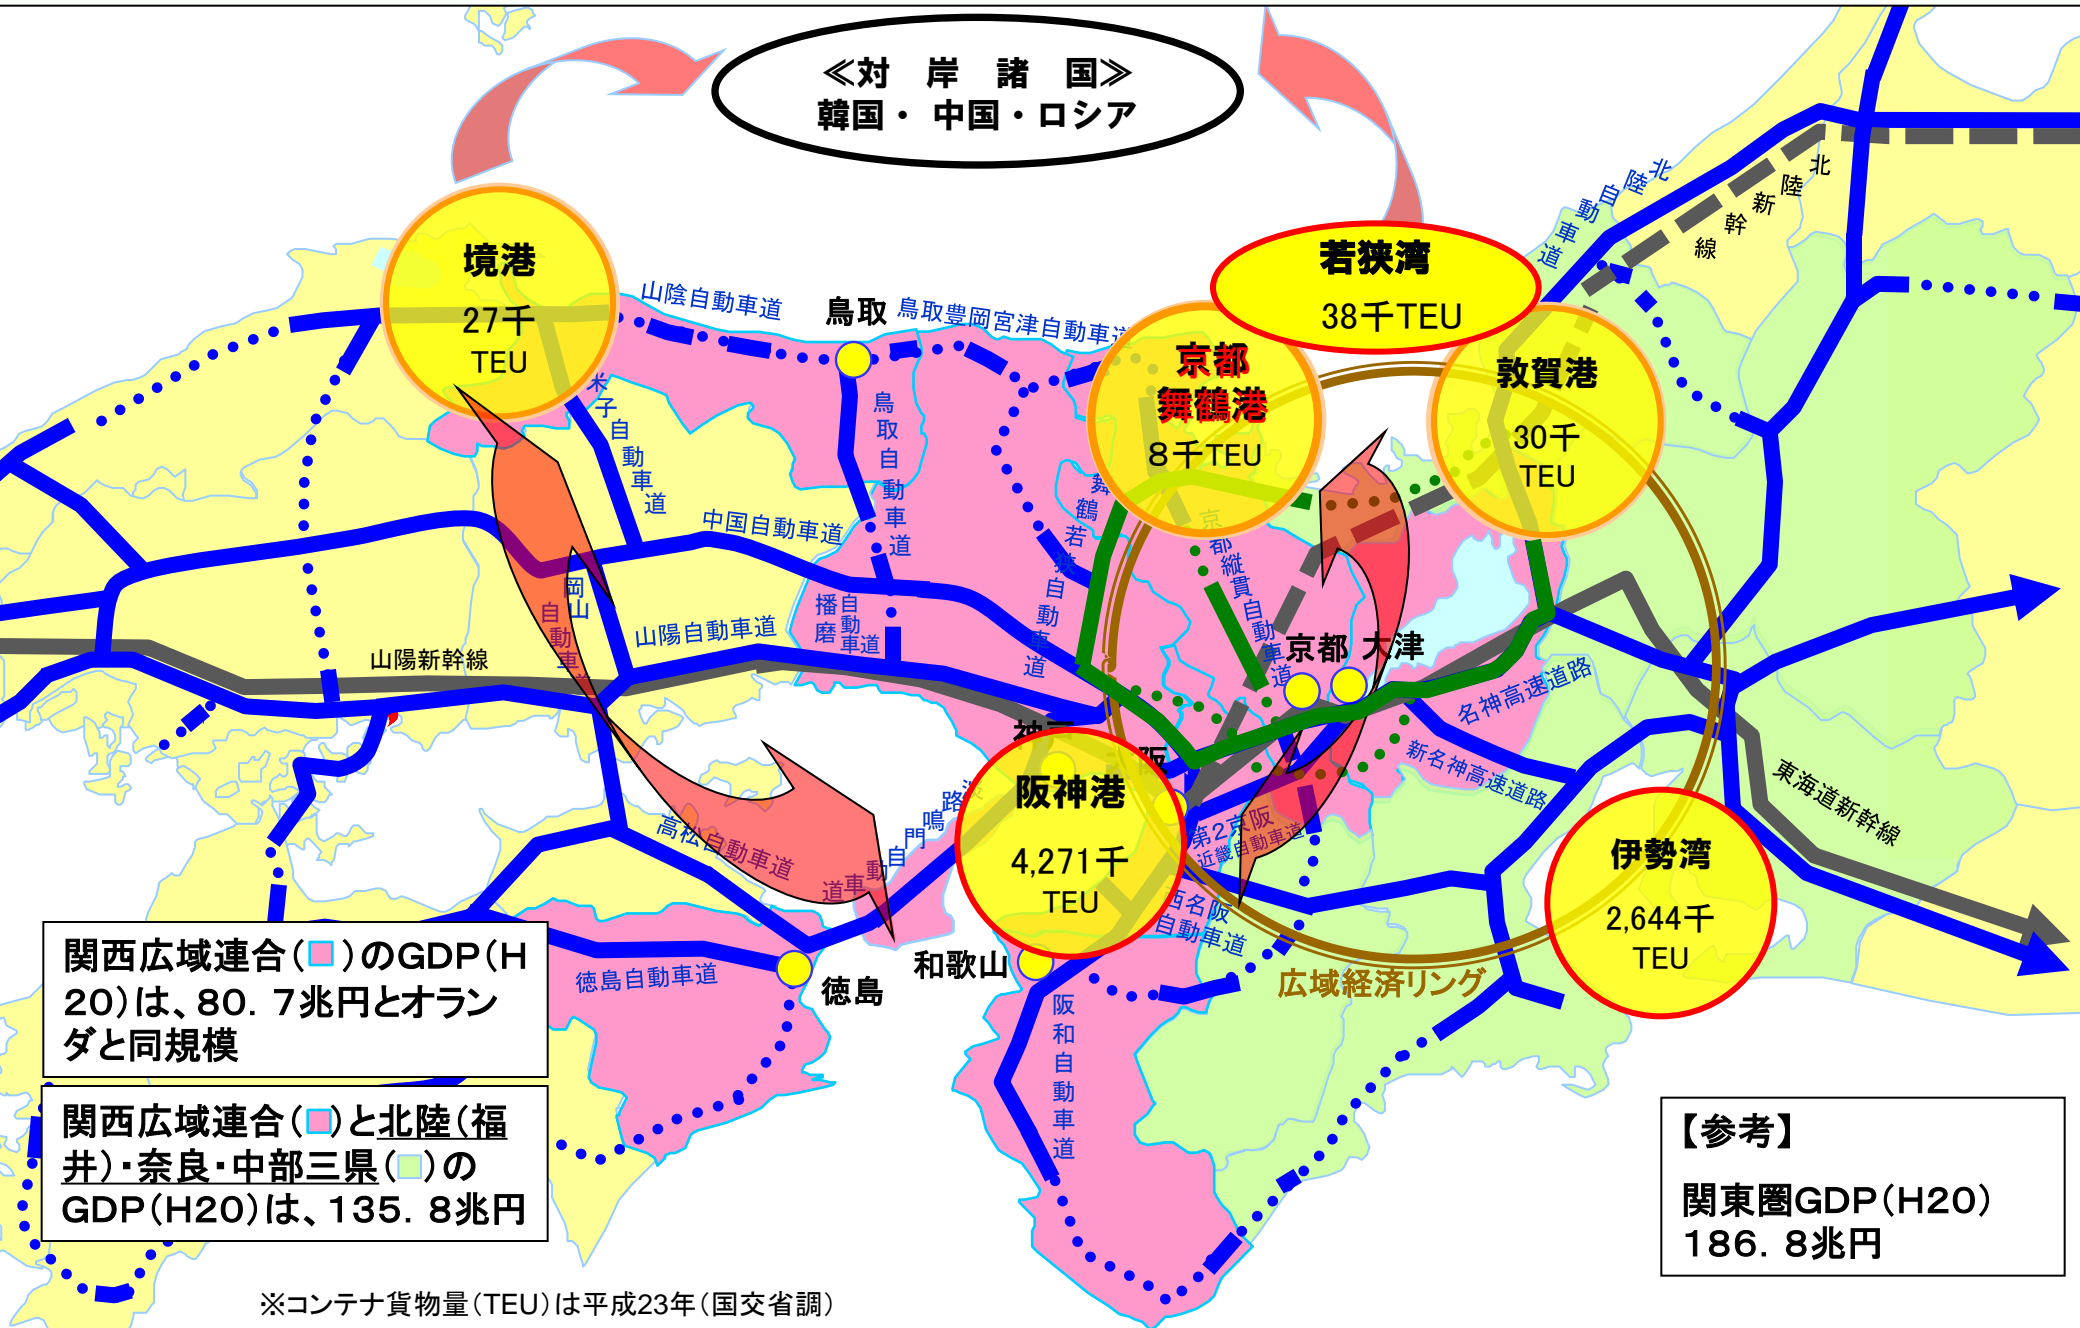 ≪対　岸　諸　国≫
韓国・ 中国・ロシア
境港
27千
TEU
若狭湾
38千TEU
京都
舞鶴港
8千TEU
敦賀港
30千
TEU
阪神港
4,271千
TEU
伊勢湾
2,644千
TEU
北陸自動車道
北陸新幹線
山陰自動車道
鳥取
鳥取豊岡宮津自動車道
米子自動車道
鳥取自動車道
中国自動車道
舞鶴若狭自動車道
京都縦貫自動車道
岡山
自動車道
播磨
自動車道
山陽自動車道
山陽新幹線
京都
大津
名神高速道路
新名神高速道路
東海道新幹線
神戸
阪
第2京阪
近畿自動車道
西名阪
自動車道
路
鳴門自動車道
高松自動車道
徳島自動車道
徳島
和歌山
阪和自動車道
広域経済リング
関西広域連合(　)のGDP(H
20)は、80．7兆円とオラン
ダと同規模
関西広域連合(　)と北陸(福
井)・奈良・中部三県(　)の
GDP(H20)は、135．8兆円
【参考】
関東圏GDP(H20)
186．8兆円
※コンテナ貨物量(TEU)は平成23年(国交省調)